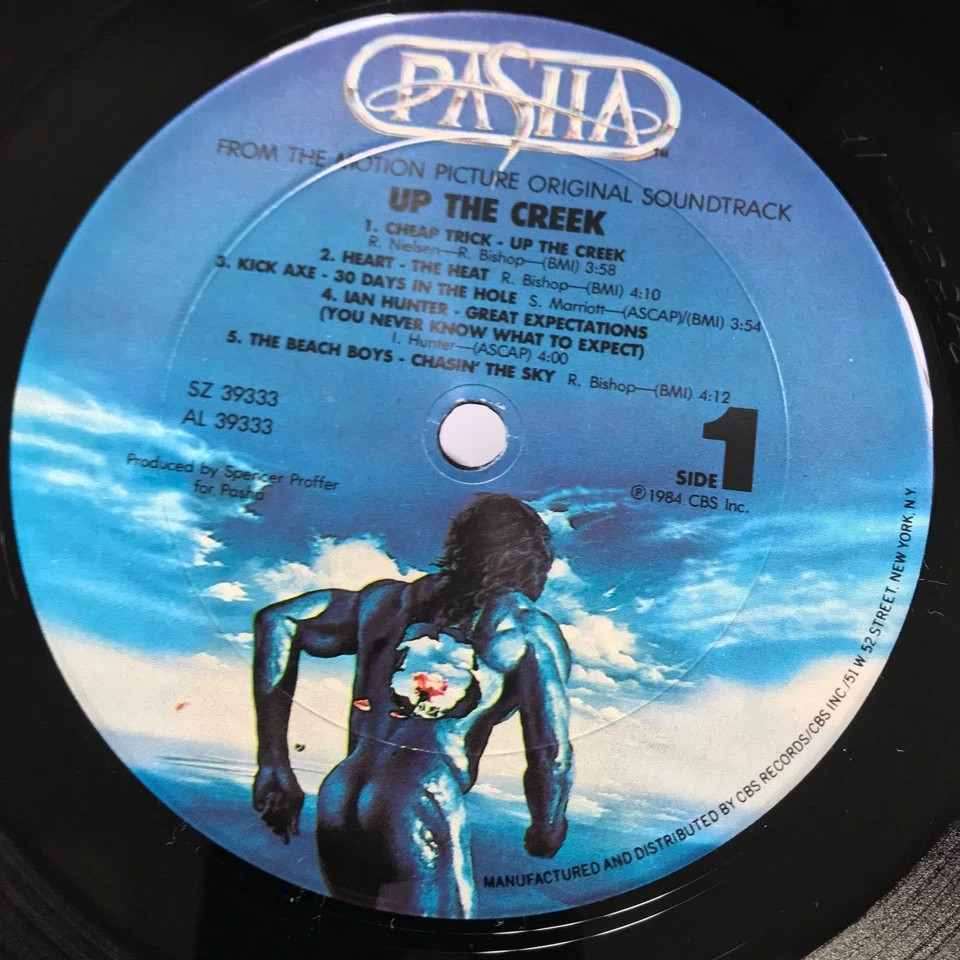 PASHA
TM
FROM THE MOTION PICTURE ORIGINAL SOUNDTRACK
UP THE CREEK
1. CHEAP TRICK - UP THE CREEK
R. Nielsen—R. Bishop—(BMI) 3:58
2. HEART - THE HEAT R. Bishop—(BMI) 4:10
3. KICK AXE - 30 DAYS IN THE HOLE S. Marriott—(ASCAP)/(BMI) 3:54
4. IAN HUNTER - GREAT EXPECTATIONS
(YOU NEVER KNOW WHAT TO EXPECT)
I. Hunter—(ASCAP) 4:00
5. THE BEACH BOYS - CHASIN' THE SKY R. Bishop—(BMI) 4:12
SZ 39333
AL 39333
Produced by Spencer Proffer
for Pasha
SIDE 1
℗ 1984 CBS Inc.
MANUFACTURED AND DISTRIBUTED BY CBS RECORDS/CBS INC./51 W. 52 STREET, NEW YORK, N.Y.